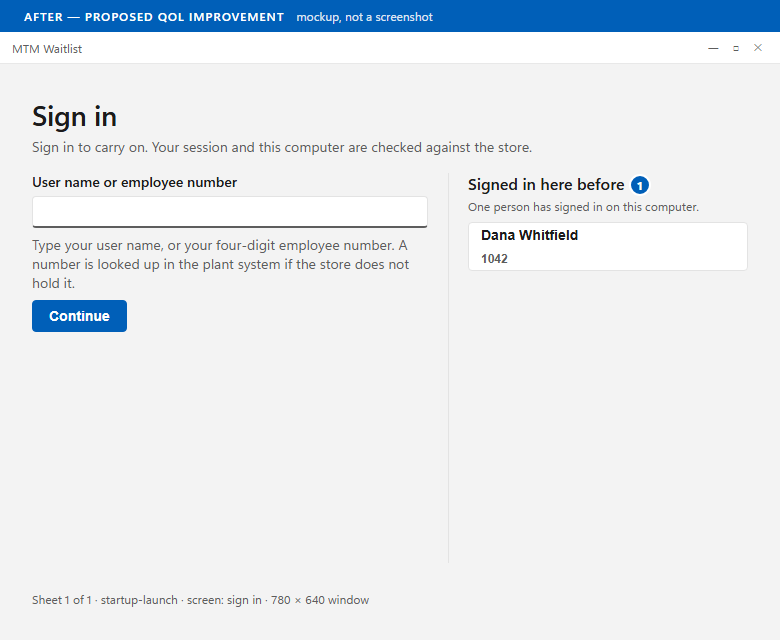 AFTER — PROPOSED QOL IMPROVEMENT mockup, not a screenshot
MTM Waitlist
Sign in
Sign in to carry on. Your session and this computer are checked against the store.
User name or employee number
Type your user name, or your four-digit employee number. A
number is looked up in the plant system if the store does not
hold it.
Continue
Signed in here before 1
One person has signed in on this computer.
Dana Whitfield
1042
Sheet 1 of 1 · startup-launch · screen: sign in · 780 × 640 window